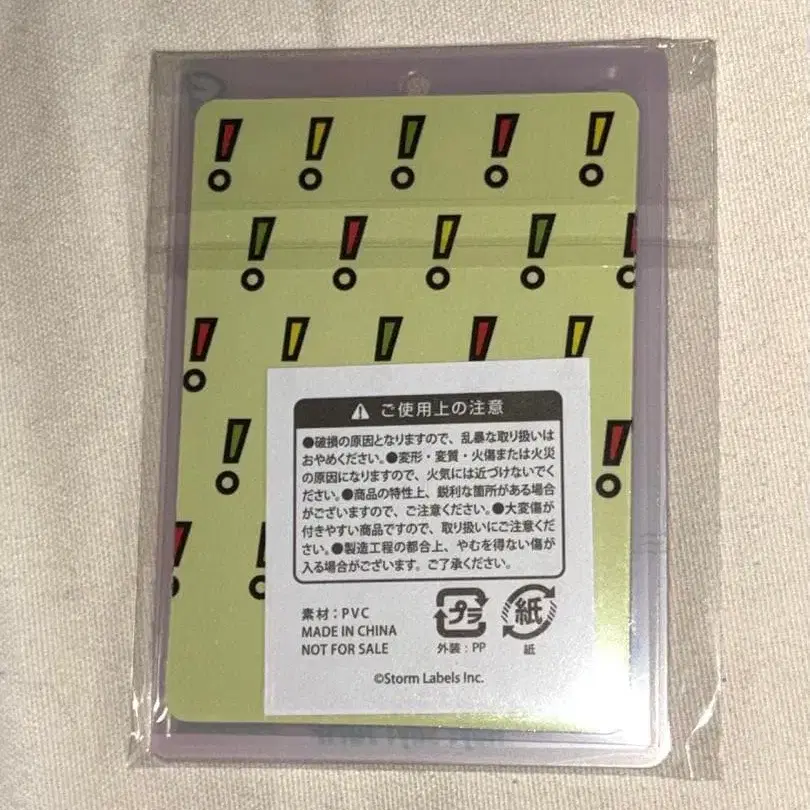 ご使用上の注意
●破損の原因となりますので、乱暴な取り扱いは
おやめください。●変形・変質・火傷または火災
の原因になりますので、火気には近づけないでく
ださい。●商品の特性上、鋭利な箇所がある場合
がございますので、ご注意ください。●大変傷が
付きやすい商品ですので、取り扱いにご注意くだ
さい。●製造工程の都合上、やむを得ない傷が
入る場合がございます。ご了承ください。
素材：PVC
MADE IN CHINA
NOT FOR SALE
プラ
外装：PP
紙
紙
©Storm Labels Inc.